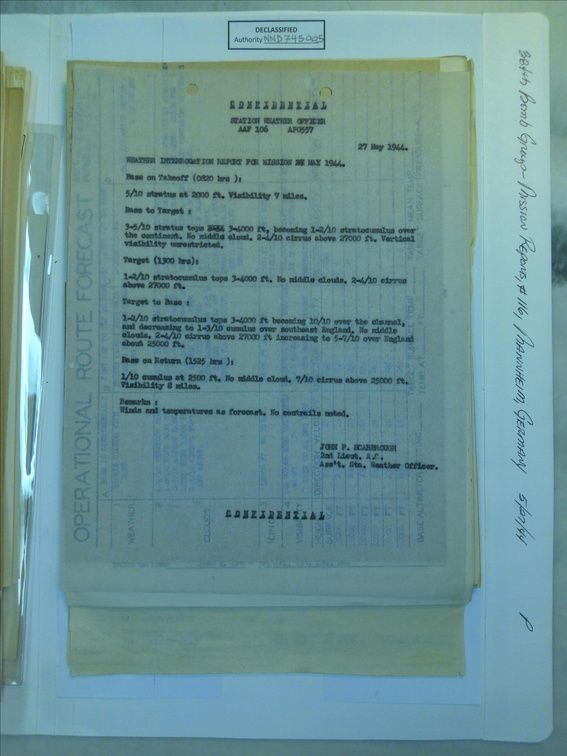 DECLASSIFIED
Authority NND 745005
CONFIDENTIAL
STATION WEATHER OFFICER
AAF 106 APO557
27 May 1944.
WEATHER INTERROGATION REPORT FOR MISSION MAY 1944.
Base on Takeoff (0820 hrs ):
5/10 stratus at 2000 ft. Visibility 7 miles.
Base to Target :
3-5/10 stratus tops 3-4000 ft. becoming 1-2/10 stratocumulus over
the continent. No middle cloud. 2-4/10 cirrus above 27000 ft. Vertical
visibility unrestricted.
Target (1300 hrs):
1-2/10 stratocumulus tops 3-4000 ft. No middle clouds. 2-4/10 cirrus
above 27000 ft.
Target to Base :
1-2/10 stratocumulus tops 3-4000 ft becoming 10/10 over the channel,
and decreasing to 1-3/10 cumulus over southeast England. No middle
clouds. 2-4/10 cirrus above 27000 ft increasing to 5-7/10 over England
about 25000 ft.
Base on Return (1525 hrs ):
1/10 cumulus at 2500 ft. No middle cloud. 7/10 cirrus above 25000 ft.
Visibility 8 miles.
Remarks :
Winds and temperatures as forecast. No contrails noted.
JOHN P. SCARBROUGH
2nd Lieut. A.C.
Ass't. Stn. Weather Officer.
CONFIDENTIAL
OPERATIONAL ROUTE FORECAST
WEATHER
CLOUDS
ICING
384th Bomb Group - Mission Reports, # 116, MANNHEIM, GERMANY 5/27/44 P